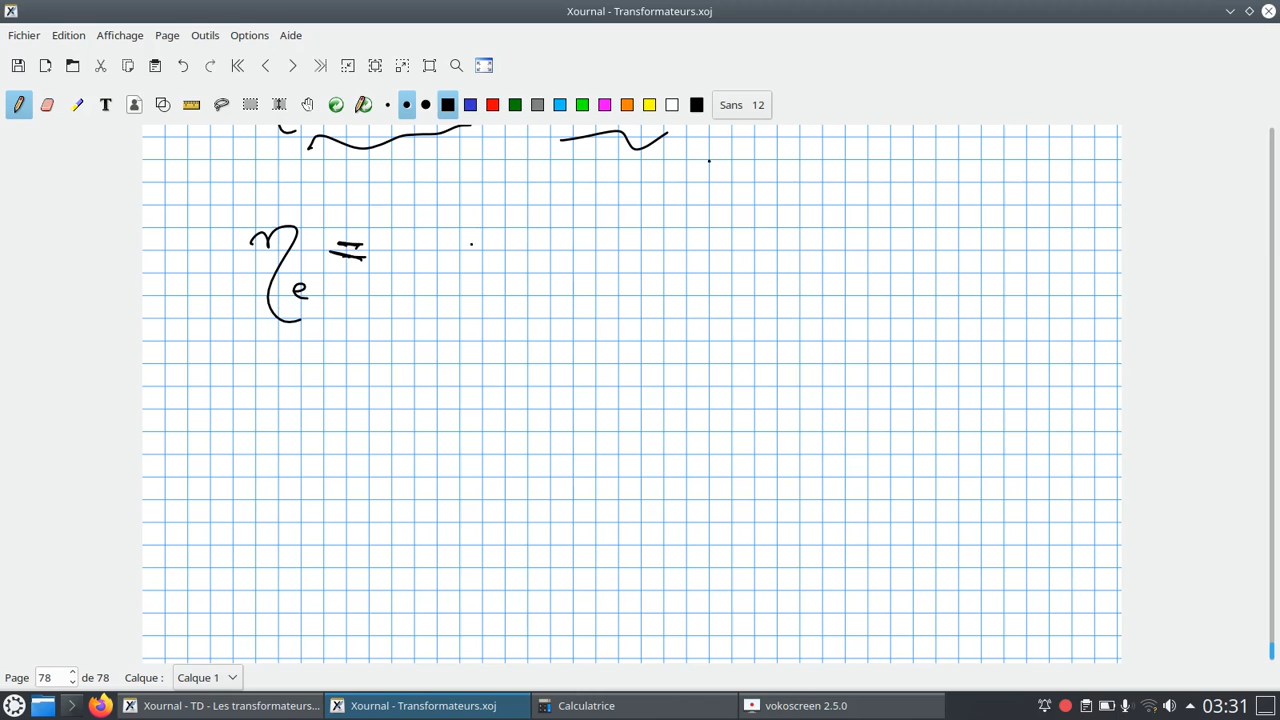 Xournal - Transformateurs.xoj
Fichier Edition Affichage Page Outils Options Aide
Sans 12
η e =
Page 78 de 78 Calque : Calque 1
Xournal - TD - Les transformateurs... Xournal - Transformateurs.xoj Calculatrice vokoscreen 2.5.0 03:31